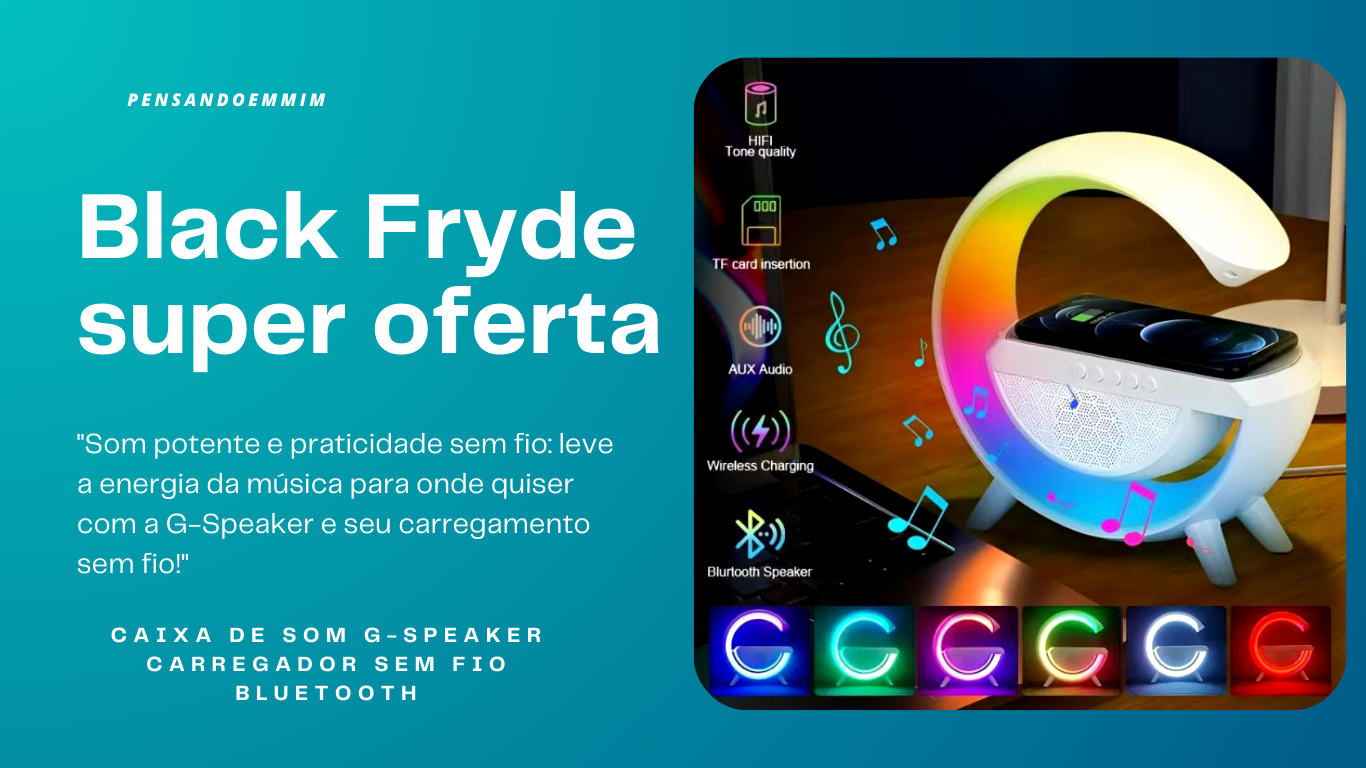 PENSANDOEMMIM
Black Fryde
super oferta
"Som potente e praticidade sem fio: leve
a energia da música para onde quiser
com a G-Speaker e seu carregamento
sem fio!"
CAIXA DE SOM G-SPEAKER
CARREGADOR SEM FIO
BLUETOOTH
HIFI
Tone quality
TF card insertion
AUX Audio
Wireless Charging
Blurtooth Speaker